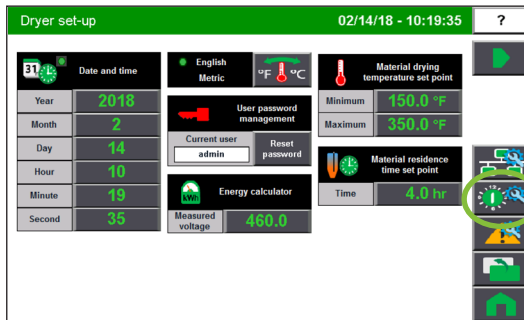 Dryer set-up
02/14/18 - 10:19:35
?
31
Date and time
Year 2018
Month 2
Day 14
Hour 10
Minute 19
Second 35
English
Metric
°F °C
User password
management
Current user
admin
Reset
password
kWh
Energy calculator
Measured
voltage
460.0
Material drying
temperature set point
Minimum 150.0 °F
Maximum 350.0 °F
Material residence
time set point
Time 4.0 hr